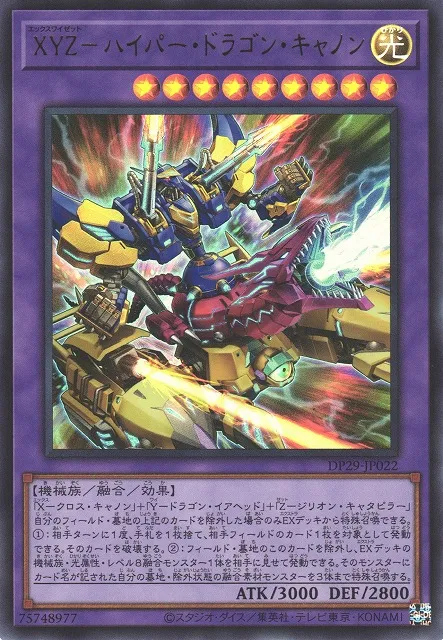 エックスワイゼット
XYZ－ハイパー・ドラゴン・キャノン
ひかり
光
DP29-JP022
【機械族／融合／効果】
「X－クロス・キャノン」＋「Y－ドラゴン・イアヘッド」＋「Z－ジリオン・キャタピラー」
自分のフィールド・墓地の上記のカードを除外した場合のみEXデッキから特殊召喚できる。
①：相手ターンに1度、手札を1枚捨て、相手フィールドのカード1枚を対象として発動
できる。そのカードを破壊する。②：フィールド・墓地のこのカードを除外し、EXデッキの
機械族・光属性・レベル8融合モンスター1体を相手に見せて発動できる。そのモンスターに
カード名が記された自分の墓地・除外状態の融合素材モンスターを3体まで特殊召喚する。
ATK/3000 DEF/2800
75748977
©スタジオ・ダイス／集英社・テレビ東京・KONAMI